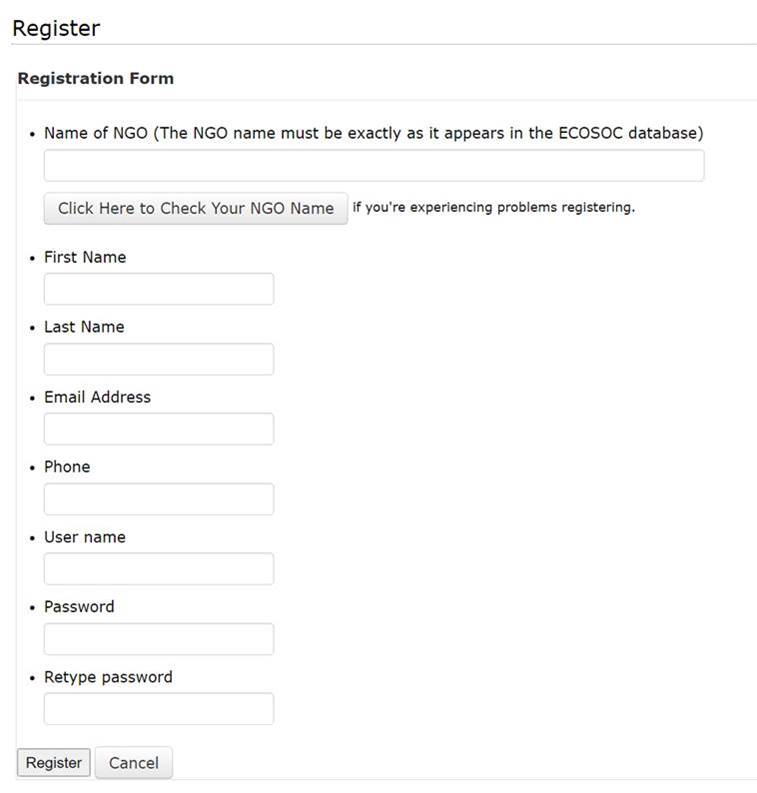 Register
Registration Form
• Name of NGO (The NGO name must be exactly as it appears in the ECOSOC database)
Click Here to Check Your NGO Name if you're experiencing problems registering.
• First Name
• Last Name
• Email Address
• Phone
• User name
• Password
• Retype password
Register Cancel